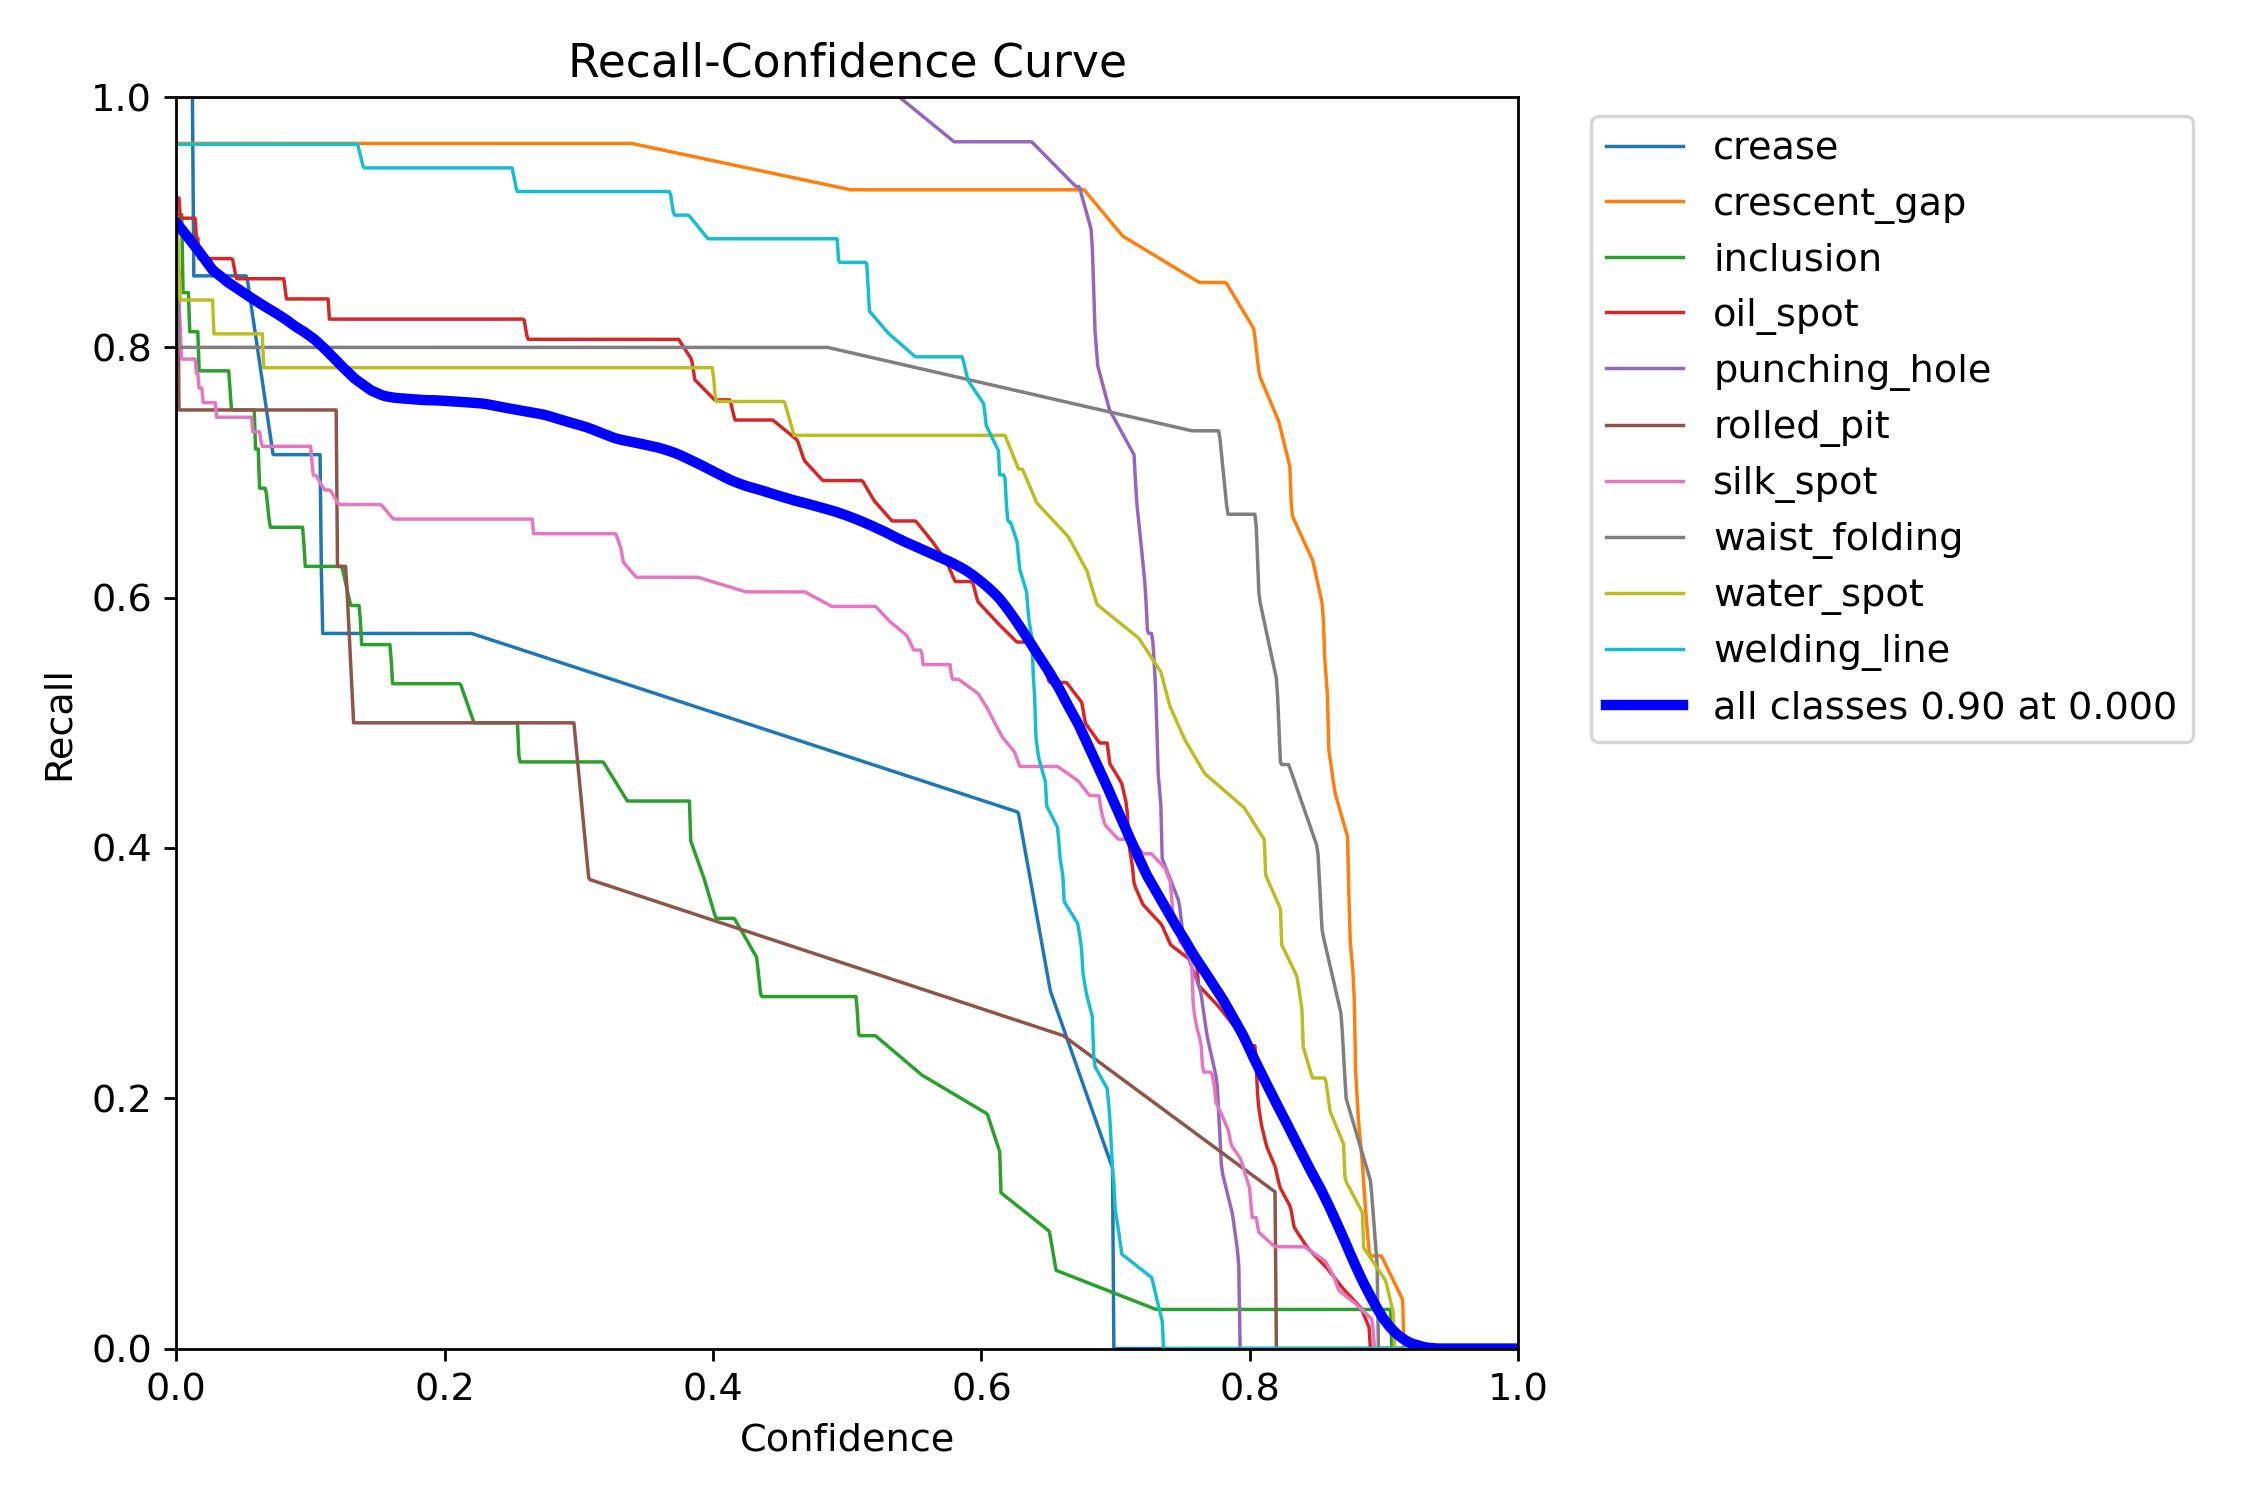 Recall-Confidence Curve
1.0
0.8
0.6
0.4
0.2
0.0
Recall
0.0 0.2 0.4 0.6 0.8 1.0
Confidence
crease
crescent_gap
inclusion
oil_spot
punching_hole
rolled_pit
silk_spot
waist_folding
water_spot
welding_line
all classes 0.90 at 0.000